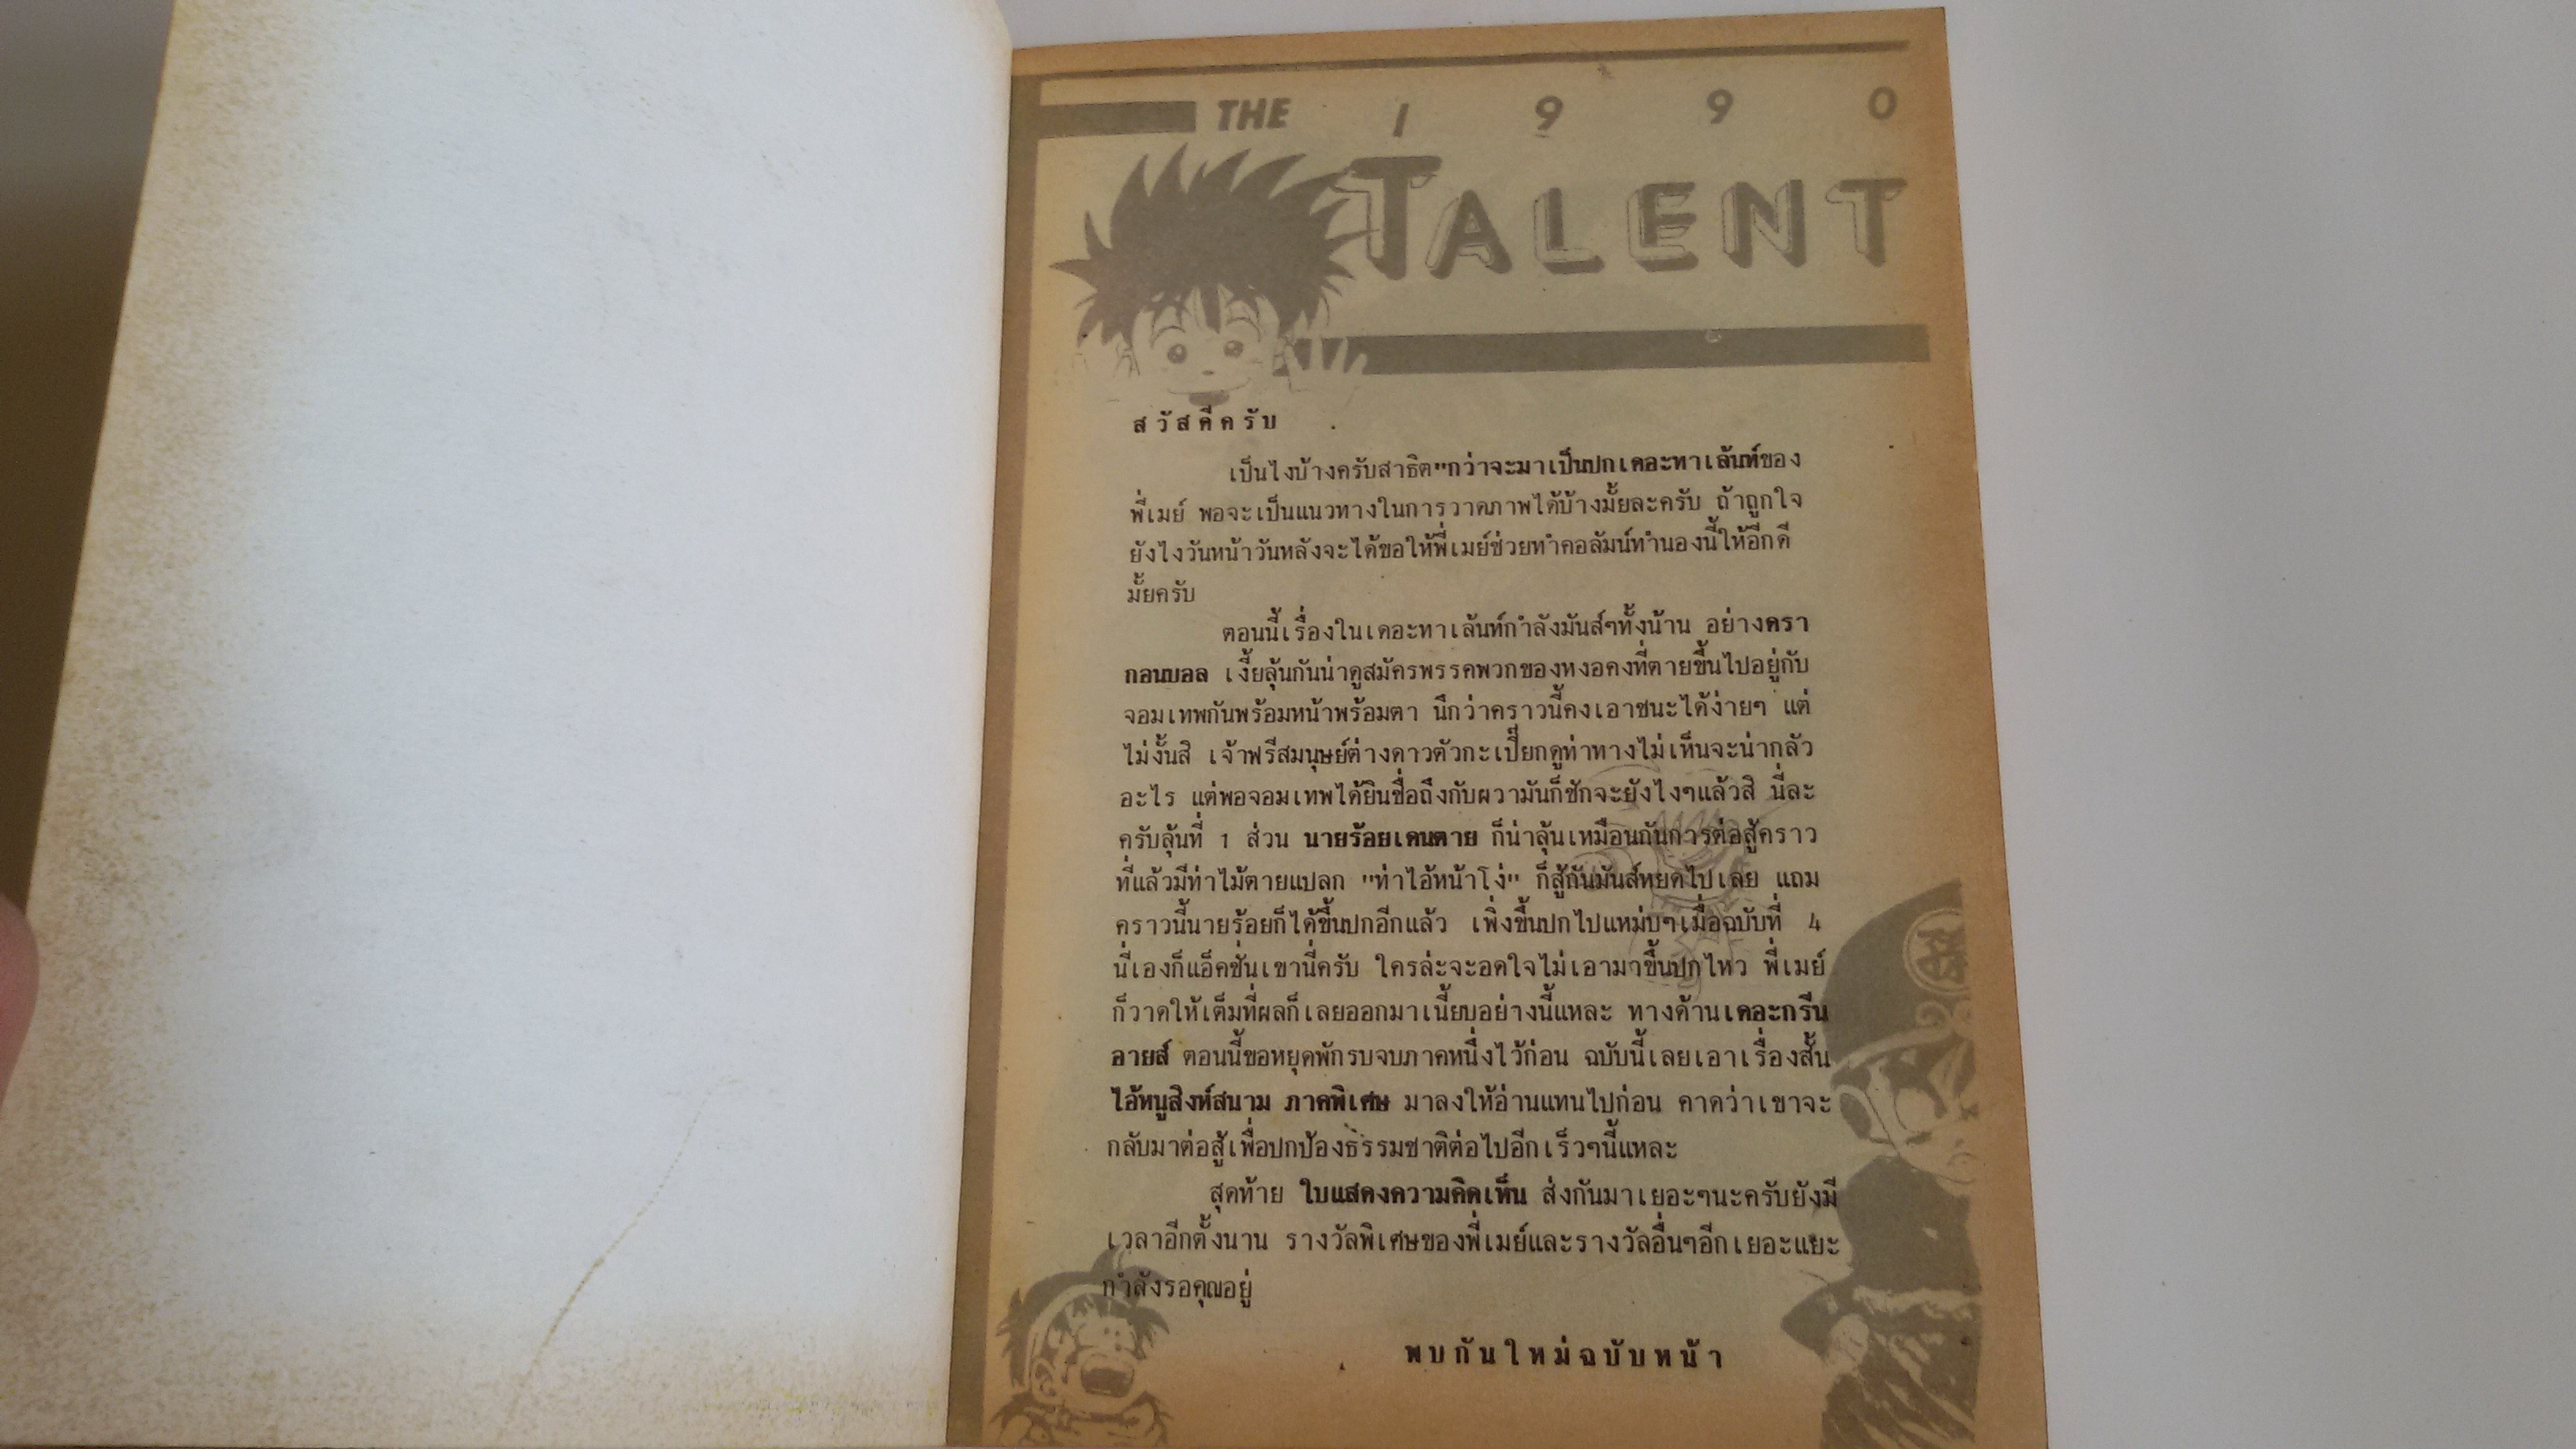 THE 1 9 9 0
TALENT
สวัสดีครับ
เป็นไงบ้างครับสาธิต"กว่าจะมาเป็นปกเดอะทาเล้นท์ของ
พี่เมย์ พอจะเป็นแนวทางในการวาดภาพได้บ้างมั้ยละครับ ถ้าถูกใจ
ยังไงวันหน้าวันหลังจะได้ขอให้พี่เมย์ช่วยทำคอลัมน์ทำนองนี้ให้อีกดี
มั้ยครับ
ตอนนี้เรื่องในเดอะทาเล้นท์กำลังมันส์ๆทั้งน้าน อย่างดรา
กอนบอล เงี้ยลุ้นกันน่าดูสมัครพรรคพวกของหงอคงที่ตายขึ้นไปอยู่กับ
จอมเทพกันพร้อมหน้าพร้อมตา นึกว่าคราวนี้คงเอาชนะได้ง่ายๆ แต่
ไม่งั้นสิ เจ้าฟรีสมนุษย์ต่างดาวตัวกะเปี๊ยกดูท่าทางไม่เห็นจะน่ากลัว
อะไร แต่พอจอมเทพได้ยินชื่อถึงกับผวามันก็ชักจะยังไงๆแล้วสิ นี่ละ
ครับลุ้นที่ 1 ส่วน นายร้อยเดนตาย ก็น่าลุ้นเหมือนกันการต่อสู้คราว
ที่แล้วมีท่าไม้ตายแปลก "ท่าไอ้หน้าโง่" ก็สู้กันมันส์หยดไปเลย แถม
คราวนี้นายร้อยก็ได้ขึ้นปกอีกแล้ว เพิ่งขึ้นปกไปแหม่บๆเมื่อฉบับที่ 4
นี่เองก็แอ็คชั่นเขานี่ครับ ใครล่ะจะอดใจไม่เอามาขึ้นปกไหว พี่เมย์
ก็วาดให้เต็มที่ผลก็เลยออกมาเนี้ยบอย่างนี้แหละ ทางด้านเดอะกรีน
อายส์ ตอนนี้ขอหยุดพักรบจบภาคหนึ่งไว้ก่อน ฉบับนี้เลยเอาเรื่องสั้น
ไอ้หนูสิงห์สนาม ภาคพิเศษ มาลงให้อ่านแทนไปก่อน คาดว่าเขาจะ
กลับมาต่อสู้เพื่อปกป้องธรรมชาติต่อไปอีกเร็วๆนี้แหละ
สุดท้าย ใบแสดงความคิดเห็น ส่งกันมาเยอะๆนะครับยังมี
เวลาอีกตั้งนาน รางวัลพิเศษของพี่เมย์และรางวัลอื่นๆอีกเยอะแยะ
กำลังรอคุณอยู่
พบกันใหม่ฉบับหน้า